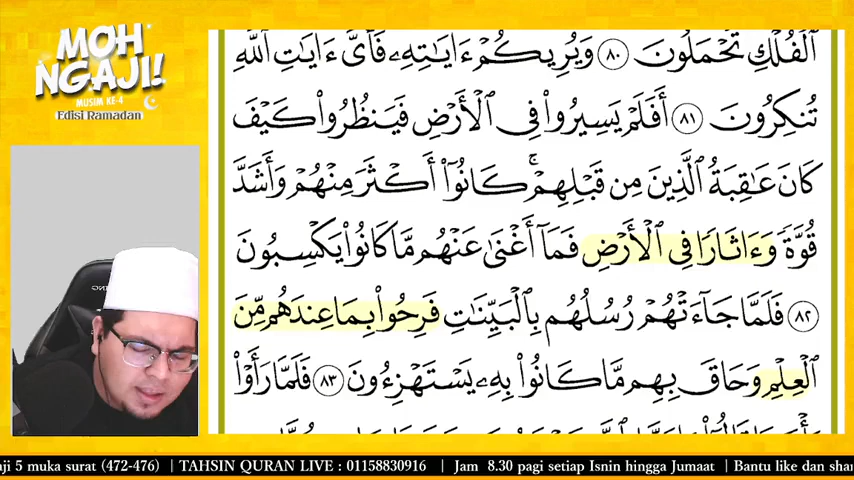 MOH
NGAJI!
MUSIM KE-4
Edisi Ramadan
ٱلْفُلْكِ تُحْمَلُونَ ٨٠ وَيُرِيكُمْ ءَايَـٰتِهِۦ فَأَىَّ ءَايَـٰتِ ٱللَّهِ
تُنكِرُونَ ٨١ أَفَلَمْ يَسِيرُوا۟ فِى ٱلْأَرْضِ فَيَنظُرُوا۟ كَيْفَ
كَانَ عَـٰقِبَةُ ٱلَّذِينَ مِن قَبْلِهِمْ ۚ كَانُوٓا۟ أَكْثَرَ مِنْهُمْ وَأَشَدَّ
قُوَّةً وَءَاثَارًا فِى ٱلْأَرْضِ فَمَآ أَغْنَىٰ عَنْهُم مَّا كَانُوا۟ يَكْسِبُونَ
٨٢ فَلَمَّا جَآءَتْهُمْ رُسُلُهُم بِٱلْبَيِّنَـٰتِ فَرِحُوا۟ بِمَا عِندَهُم مِّنَ
ٱلْعِلْمِ وَحَاقَ بِهِم مَّا كَانُوا۟ بِهِۦ يَسْتَهْزِءُونَ ٨٣ فَلَمَّا رَأَوْا۟
ji 5 muka surat (472-476) | TAHSIN QURAN LIVE : 01158830916 | Jam 8.30 pagi setiap Isnin hingga Jumaat | Bantu like dan shar